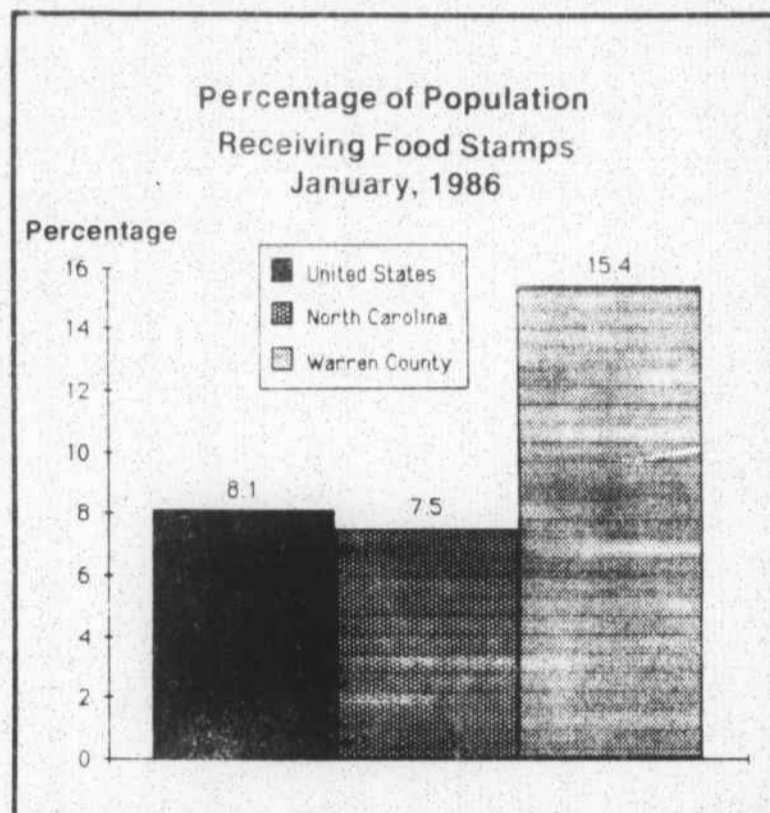 Percentage of Population
Receiving Food Stamps
January, 1986
Percentage
United States
North Carolina
Warren County
16
14
12
10
8
6
4
2
0
8.1
7.5
15.4